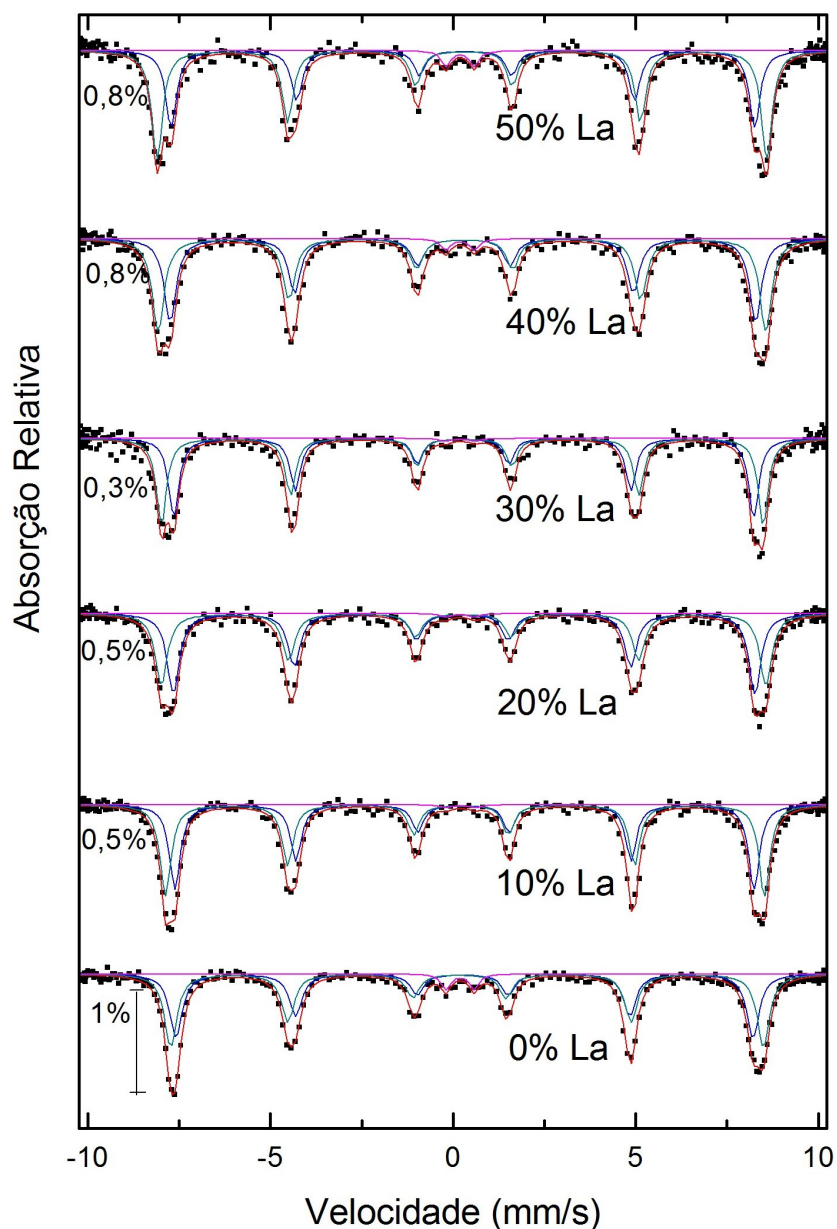 0,8%
50% La
0,8%
40% La
0,3%
30% La
0,5%
20% La
0,5%
10% La
1%
0% La
-10 -5 0 5 10
Velocidade (mm/s)
Absorção Relativa